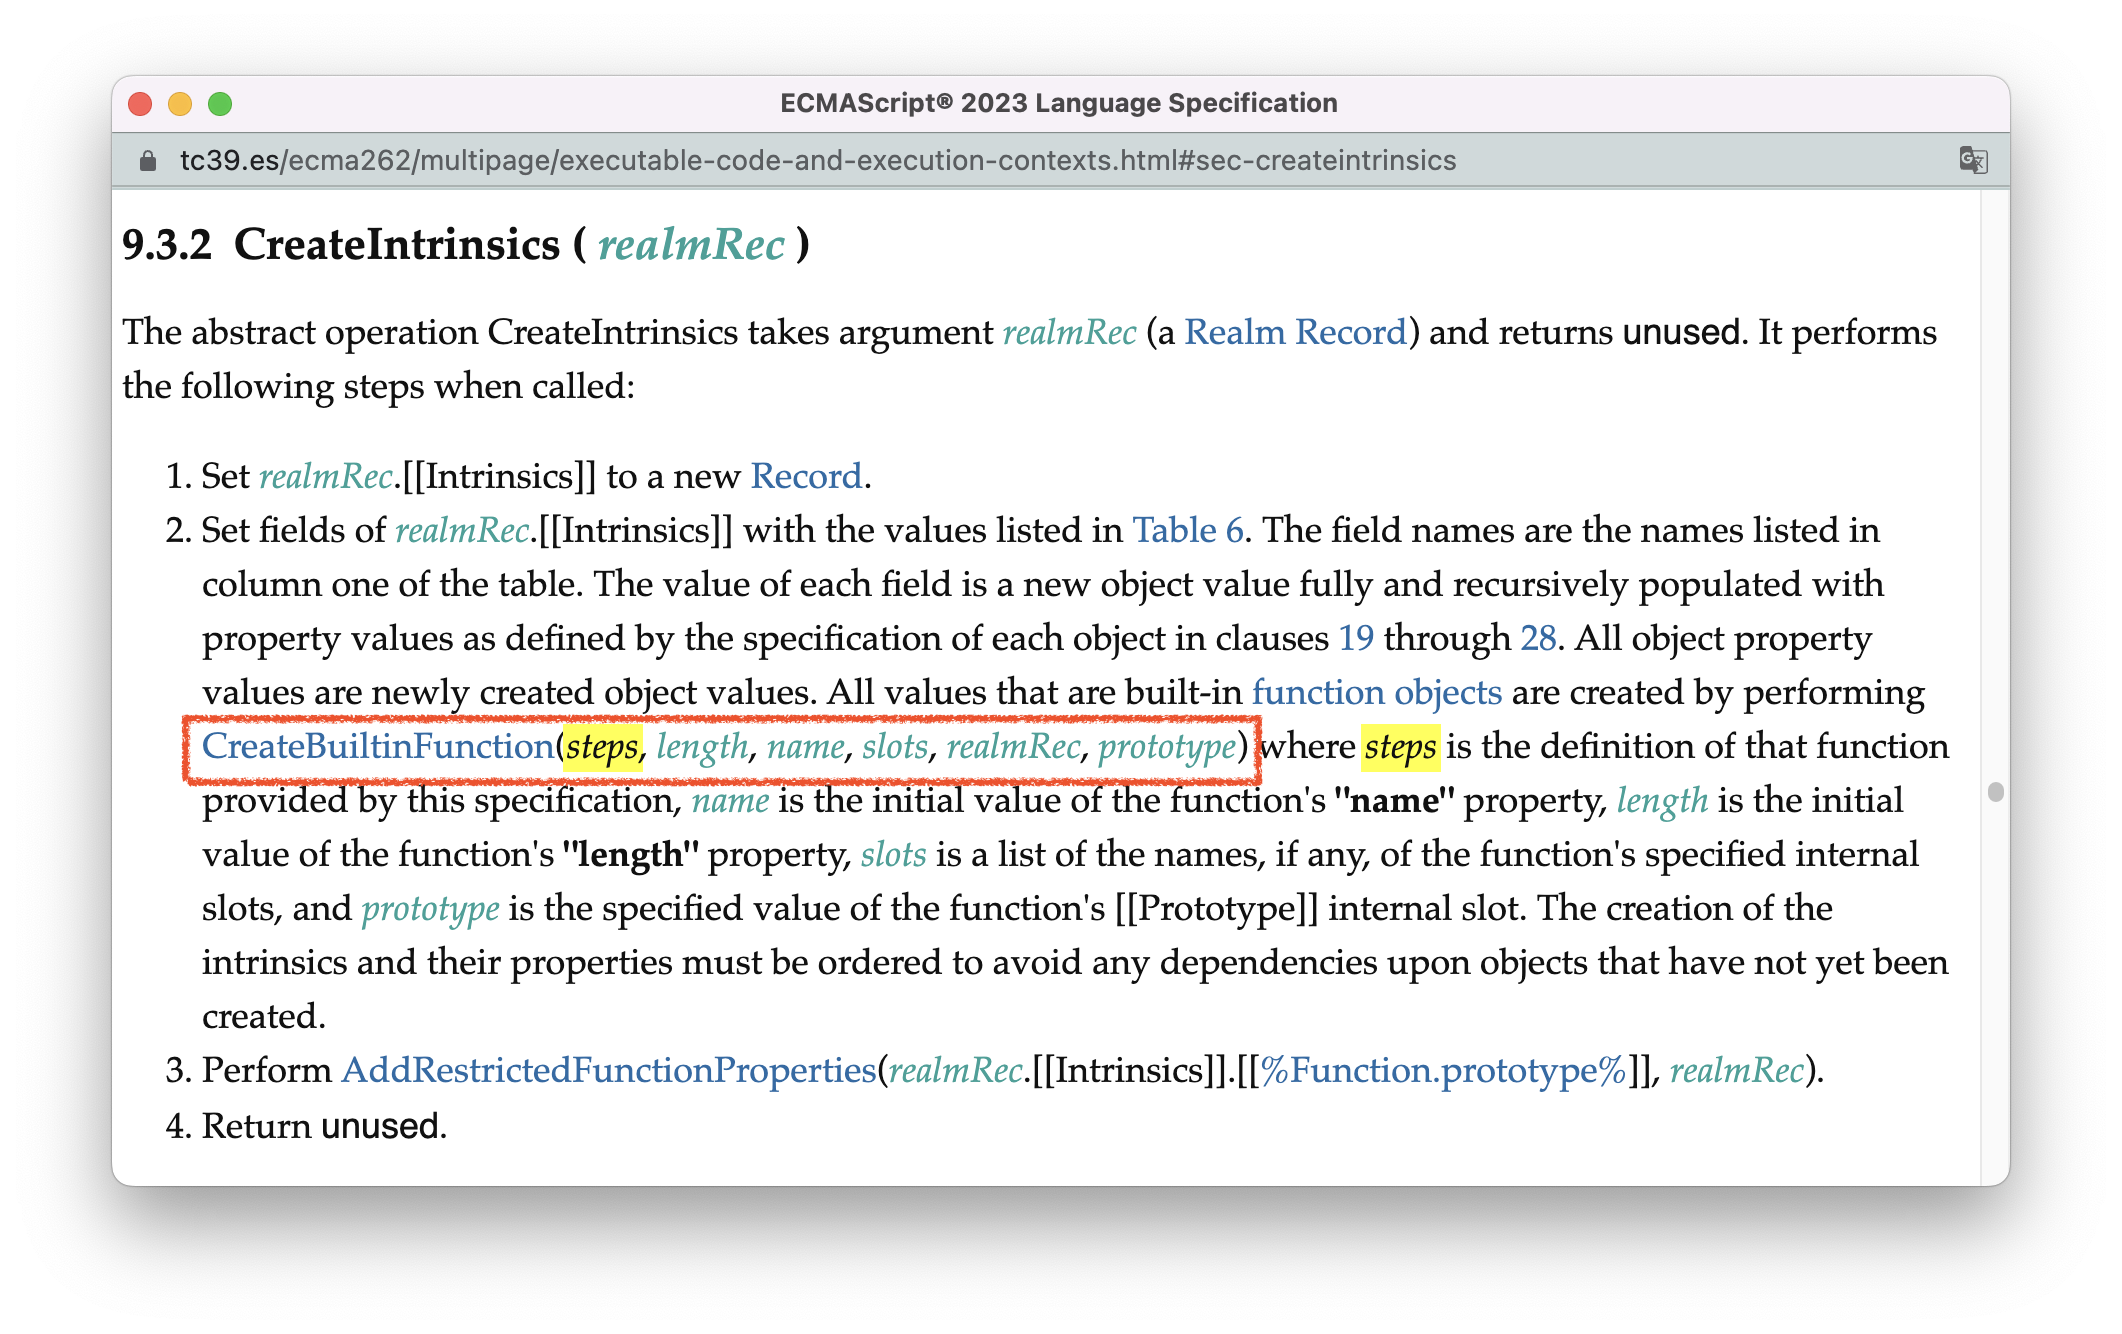 ECMAScript® 2023 Language Specification
tc39.es/ecma262/multipage/executable-code-and-execution-contexts.html#sec-createintrinsics
9.3.2 CreateIntrinsics ( realmRec )
The abstract operation CreateIntrinsics takes argument realmRec (a Realm Record) and returns unused. It performs
the following steps when called:
1. Set realmRec.[[Intrinsics]] to a new Record.
2. Set fields of realmRec.[[Intrinsics]] with the values listed in Table 6. The field names are the names listed in
column one of the table. The value of each field is a new object value fully and recursively populated with
property values as defined by the specification of each object in clauses 19 through 28. All object property
values are newly created object values. All values that are built-in function objects are created by performing
CreateBuiltinFunction(steps, length, name, slots, realmRec, prototype) where steps is the definition of that function
provided by this specification, name is the initial value of the function's "name" property, length is the initial
value of the function's "length" property, slots is a list of the names, if any, of the function's specified internal
slots, and prototype is the specified value of the function's [[Prototype]] internal slot. The creation of the
intrinsics and their properties must be ordered to avoid any dependencies upon objects that have not yet been
created.
3. Perform AddRestrictedFunctionProperties(realmRec.[[Intrinsics]].[[%Function.prototype%]], realmRec).
4. Return unused.